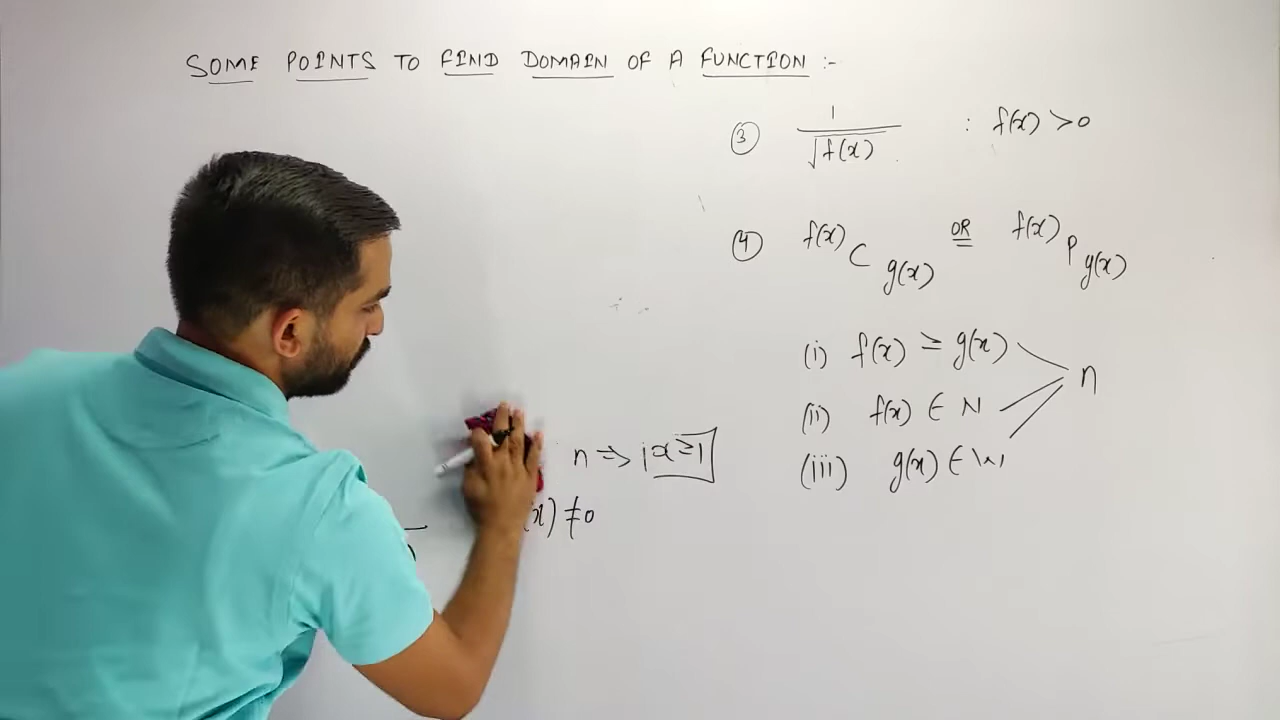 SOME POINTS TO FIND DOMAIN OF A FUNCTION :-
③ 1/√f(x) : f(x) > 0
④ f(x)C g(x) OR f(x)P g(x)
(i) f(x) ≥ g(x)
(ii) f(x) ∈ N
(iii) g(x) ∈ W
∩
∩ ⇒ x ≥ 1
(x) ≠ 0